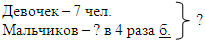 Девочек – 7 чел.
Мальчиков – ? в 4 раза б.
?